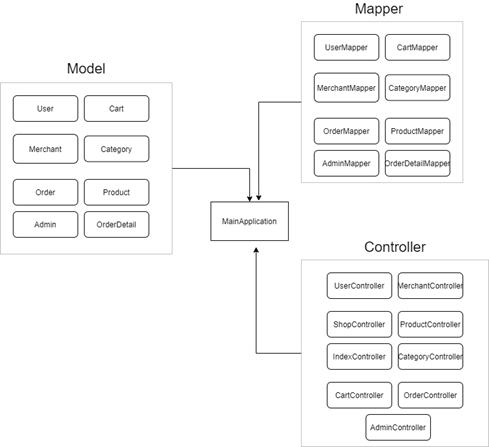 Model
User
Cart
Merchant
Category
Order
Product
Admin
OrderDetail
Mapper
UserMapper
CartMapper
MerchantMapper
CategoryMapper
OrderMapper
ProductMapper
AdminMapper
OrderDetailMapper
MainApplication
Controller
UserController
MerchantController
ShopController
ProductController
IndexController
CategoryController
CartController
OrderController
AdminController